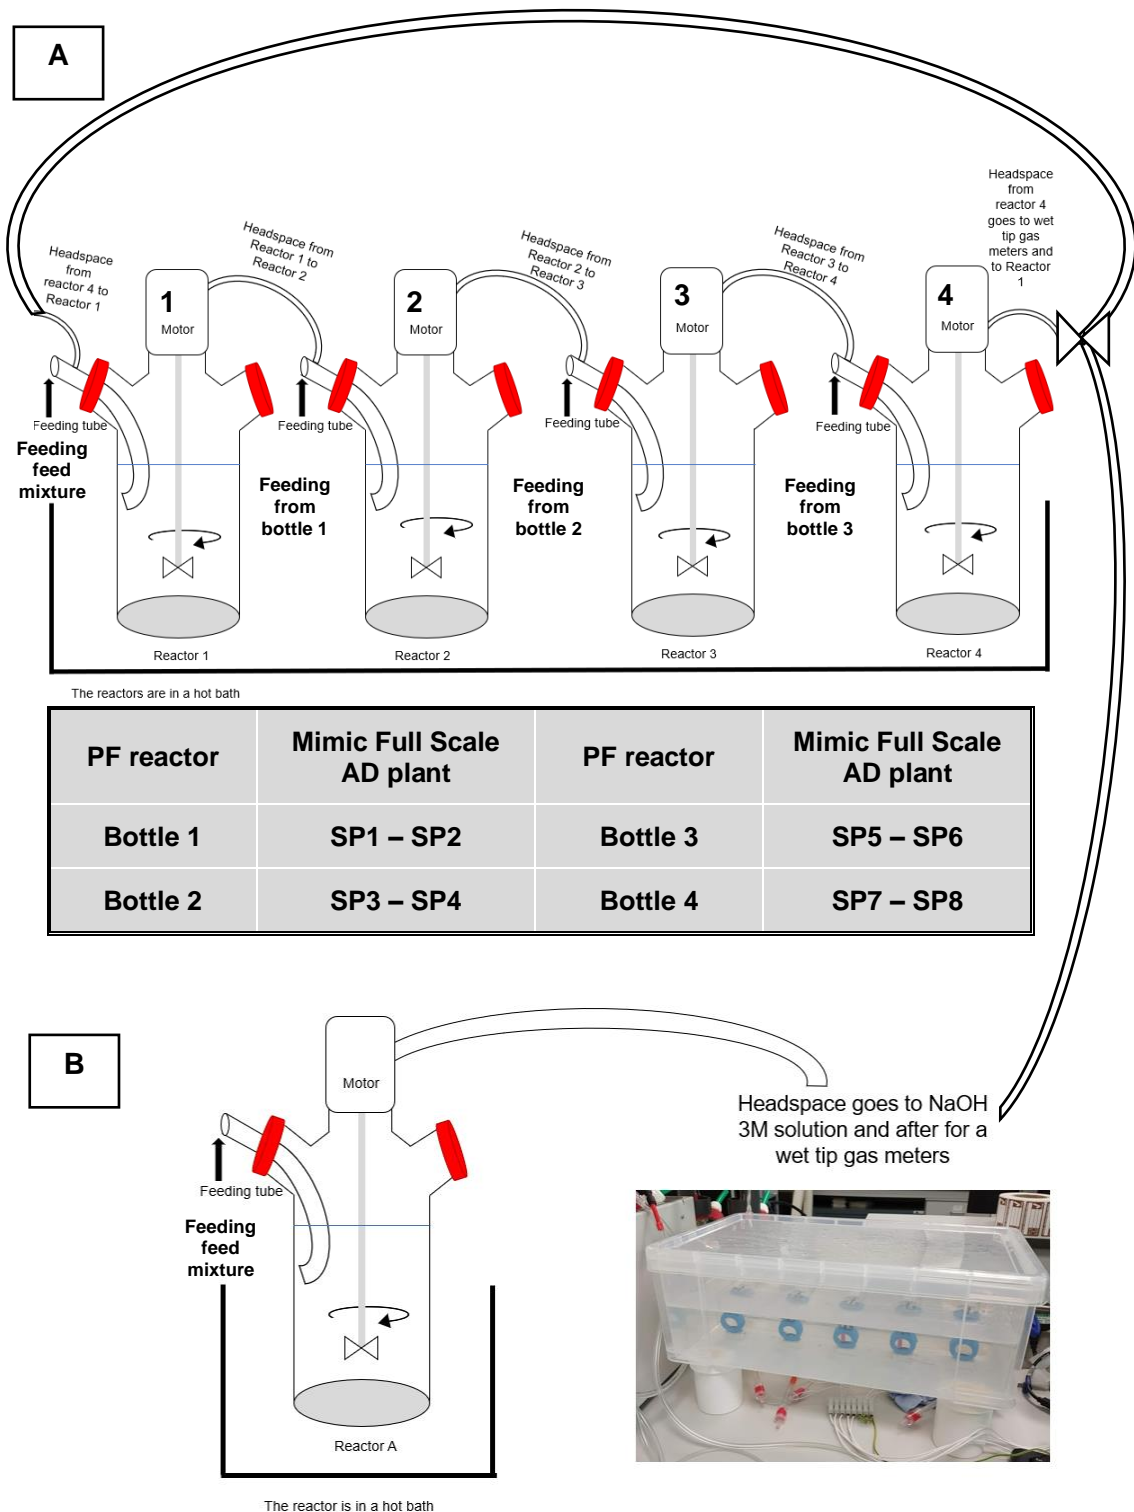 A
Headspace
from
reactor 4
goes to wet
tip gas
meters and
to Reactor
1
Headspace
from
reactor 4 to
Reactor 1
Headspace from
Reactor 1 to
Reactor 2
Headspace from
Reactor 2 to
Reactor 3
Headspace from
Reactor 3 to
Reactor 4
1
Motor
2
Motor
3
Motor
4
Motor
Feeding tube
Feeding
feed
mixture
Feeding tube
Feeding
from
bottle 1
Feeding tube
Feeding
from
bottle 2
Feeding tube
Feeding
from
bottle 3
Reactor 1
Reactor 2
Reactor 3
Reactor 4
The reactors are in a hot bath
PF reactor
Mimic Full Scale
AD plant
PF reactor
Mimic Full Scale
AD plant
Bottle 1
SP1 – SP2
Bottle 3
SP5 – SP6
Bottle 2
SP3 – SP4
Bottle 4
SP7 – SP8
B
Motor
Feeding tube
Feeding
feed
mixture
Reactor A
The reactor is in a hot bath
Headspace goes to NaOH
3M solution and after for a
wet tip gas meters